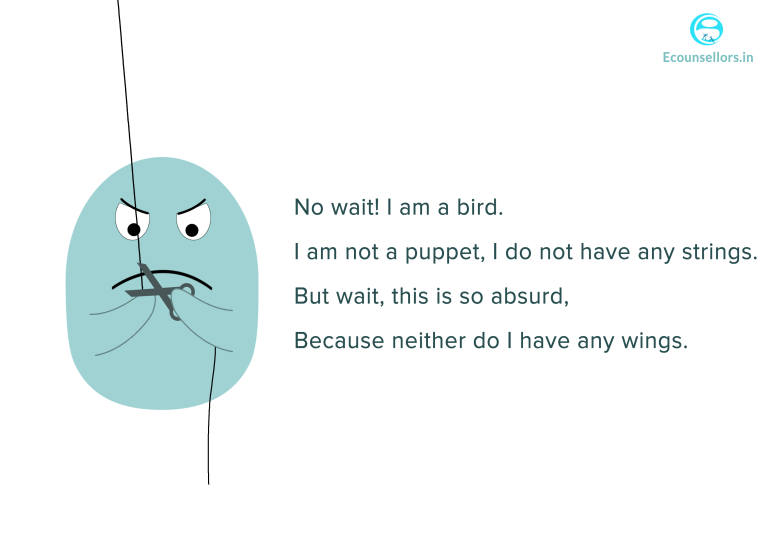 Ecounsellors.in
No wait! I am a bird.
I am not a puppet, I do not have any strings.
But wait, this is so absurd,
Because neither do I have any wings.